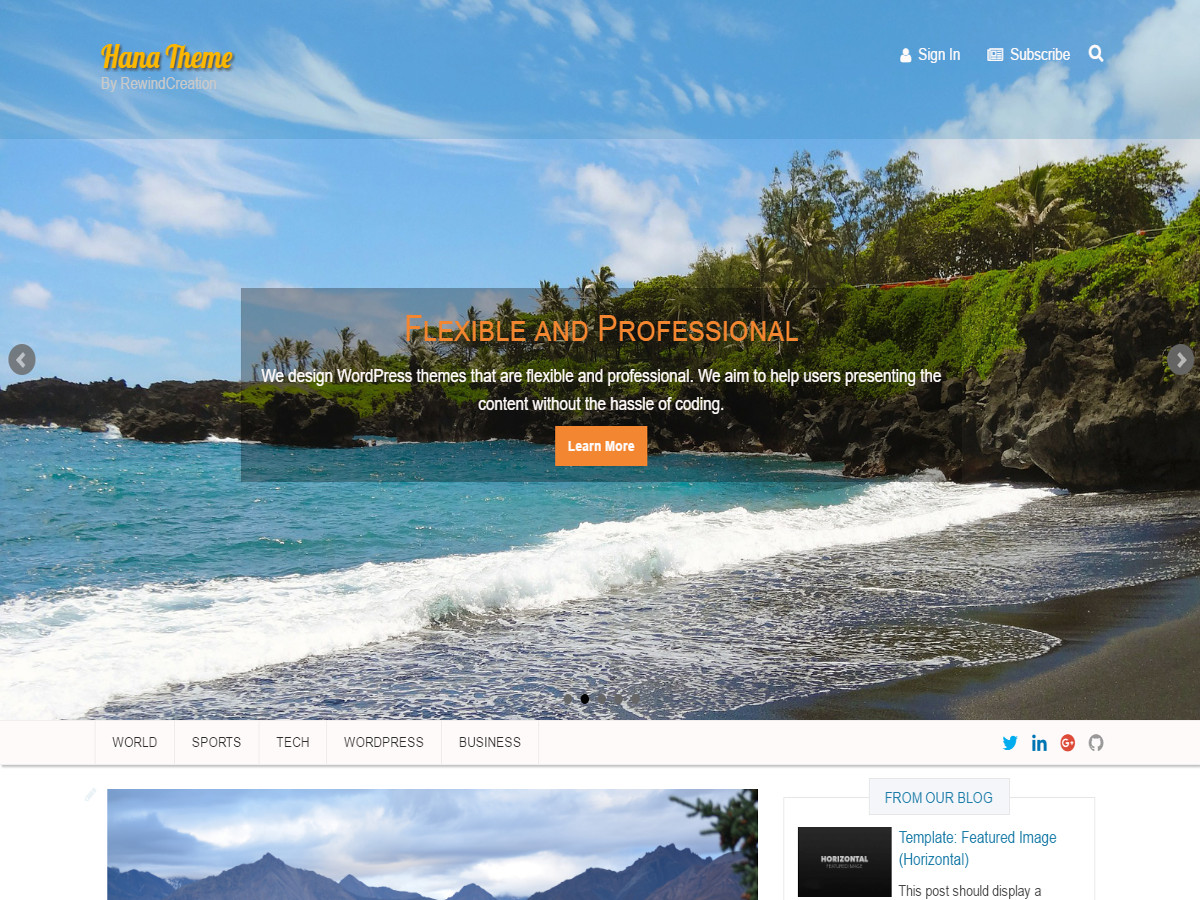 Hana Theme
By RewindCreation
Sign In
Subscribe
Flexible and Professional
We design WordPress themes that are flexible and professional. We aim to help users presenting the
content without the hassle of coding.
Learn More
WORLD
SPORTS
TECH
WORDPRESS
BUSINESS
FROM OUR BLOG
HORIZONTAL
FEATURED IMAGE
Template: Featured Image
(Horizontal)
This post should display a